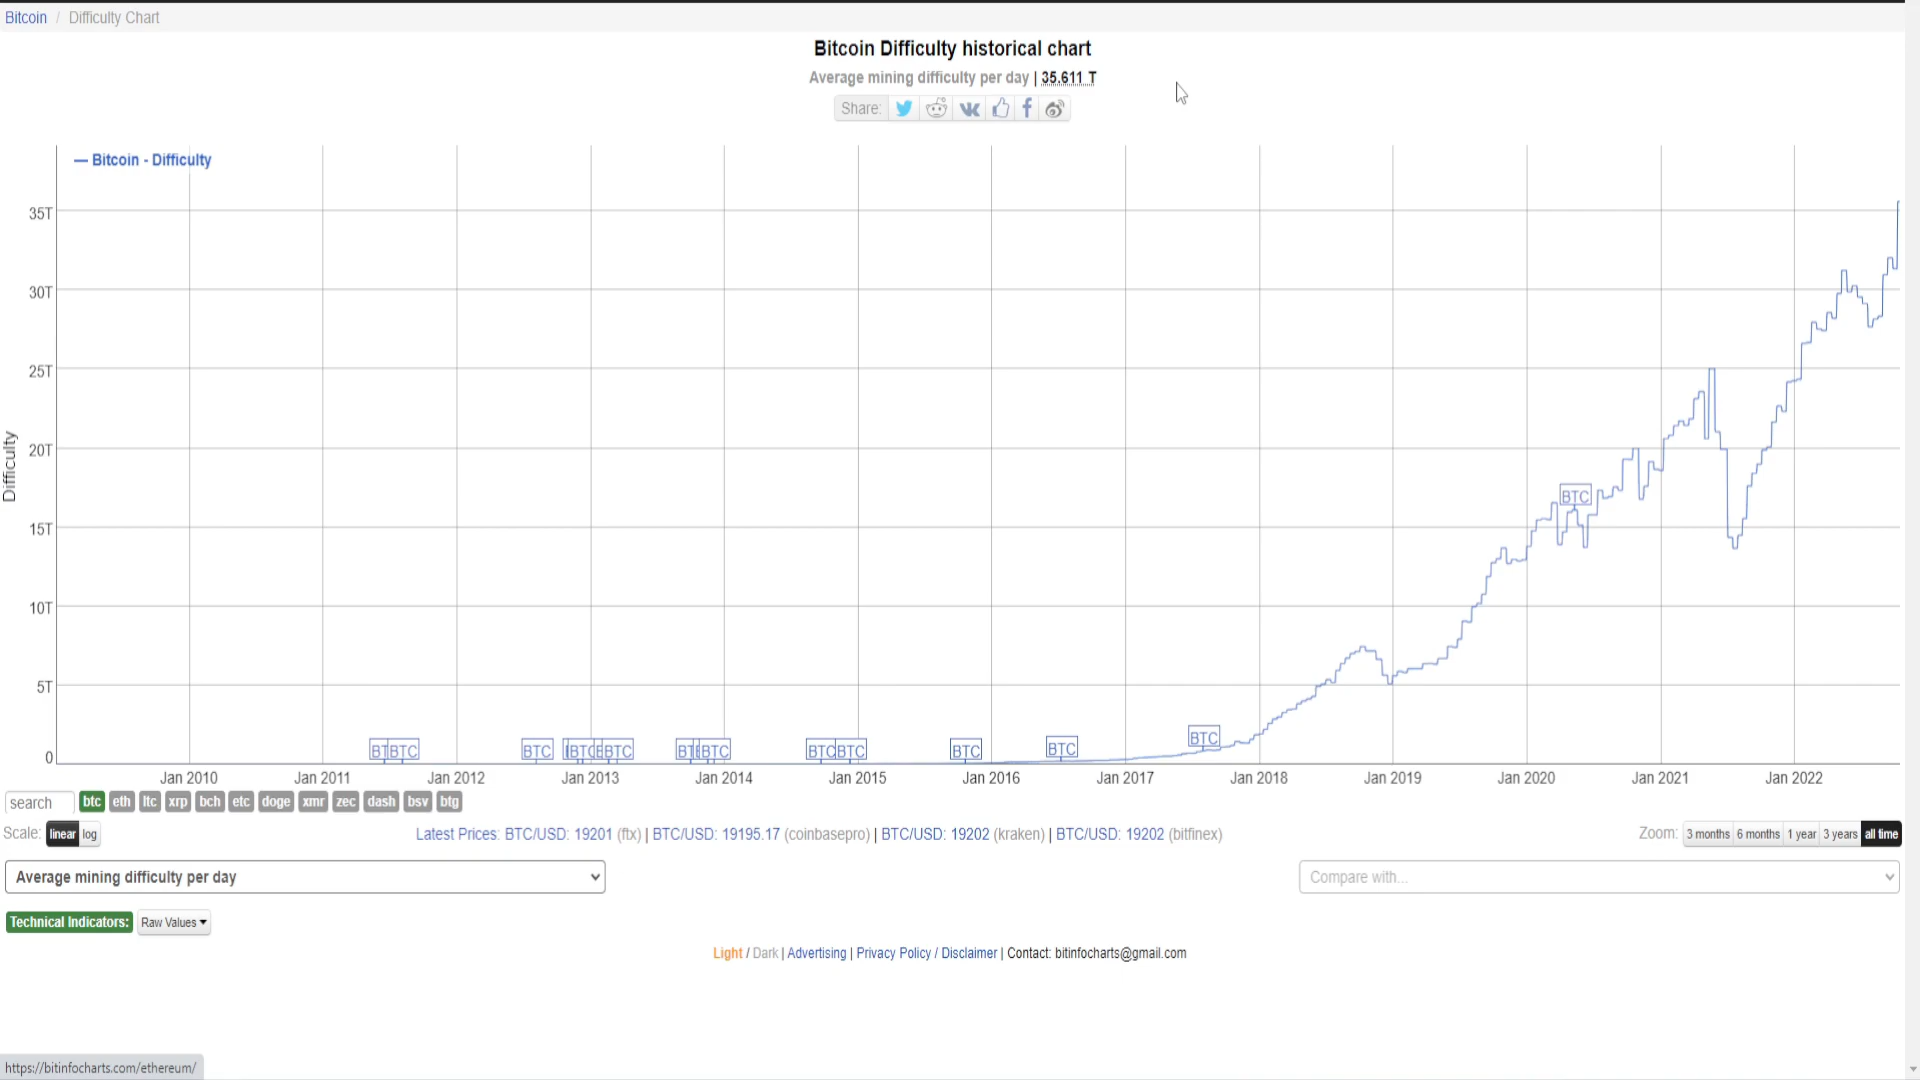 Bitcoin / Difficulty Chart
Bitcoin Difficulty historical chart
Average mining difficulty per day | 35.611 T
Share:
Bitcoin - Difficulty
35T
30T
25T
20T
15T
10T
5T
0
Difficulty
BTC
BTC
BTC
BTC
BTC
BTC
BTC
BTC
BTC
BTC
BTC
BTC
Jan 2010 Jan 2011 Jan 2012 Jan 2013 Jan 2014 Jan 2015 Jan 2016 Jan 2017 Jan 2018 Jan 2019 Jan 2020 Jan 2021 Jan 2022
search btc eth ltc xrp bch etc doge xmr zec dash bsv btg
Scale: linear log
Latest Prices: BTC/USD: 19201 (ftx) | BTC/USD: 19195.17 (coinbasepro) | BTC/USD: 19202 (kraken) | BTC/USD: 19202 (bitfinex)
Zoom: 3 months 6 months 1 year 3 years all time
Average mining difficulty per day
Compare with...
Technical Indicators: Raw Values
Light / Dark | Advertising | Privacy Policy / Disclaimer | Contact: bitinfocharts@gmail.com
https://bitinfocharts.com/ethereum/